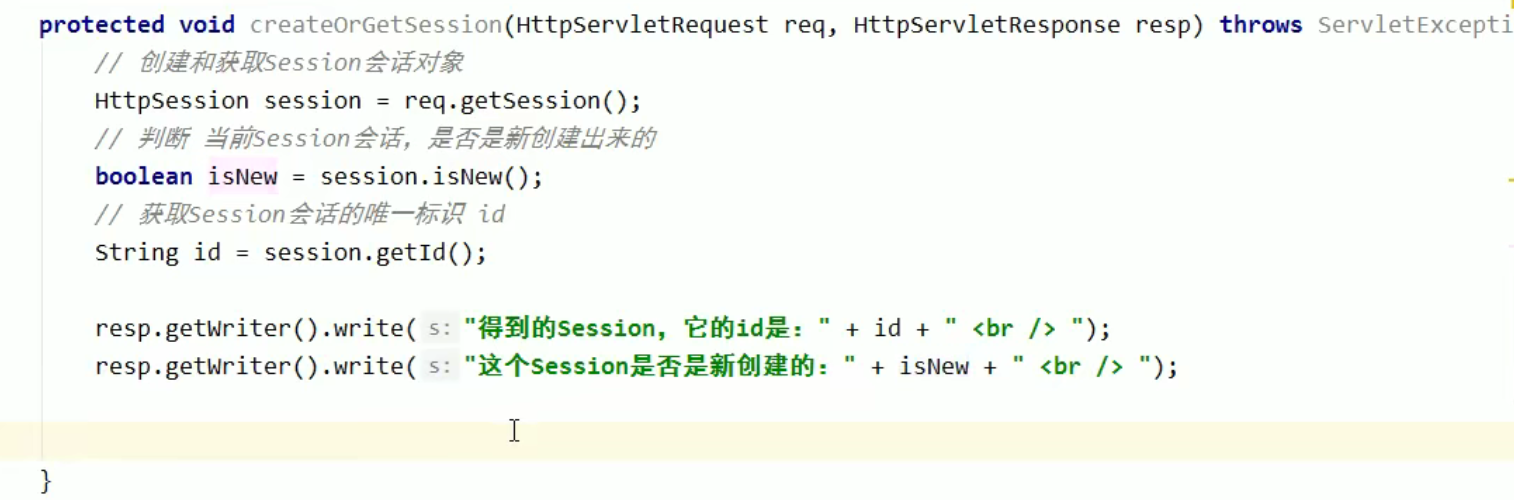 protected void createOrGetSession(HttpServletRequest req, HttpServletResponse resp) throws ServletExcepti
// 创建和获取Session会话对象
HttpSession session = req.getSession();
// 判断 当前Session会话，是否是新创建出来的
boolean isNew = session.isNew();
// 获取Session会话的唯一标识 id
String id = session.getId();
resp.getWriter().write( s: "得到的Session，它的id是：" + id + " <br /> ");
resp.getWriter().write( s: "这个Session是否是新创建的：" + isNew + " <br /> ");
}